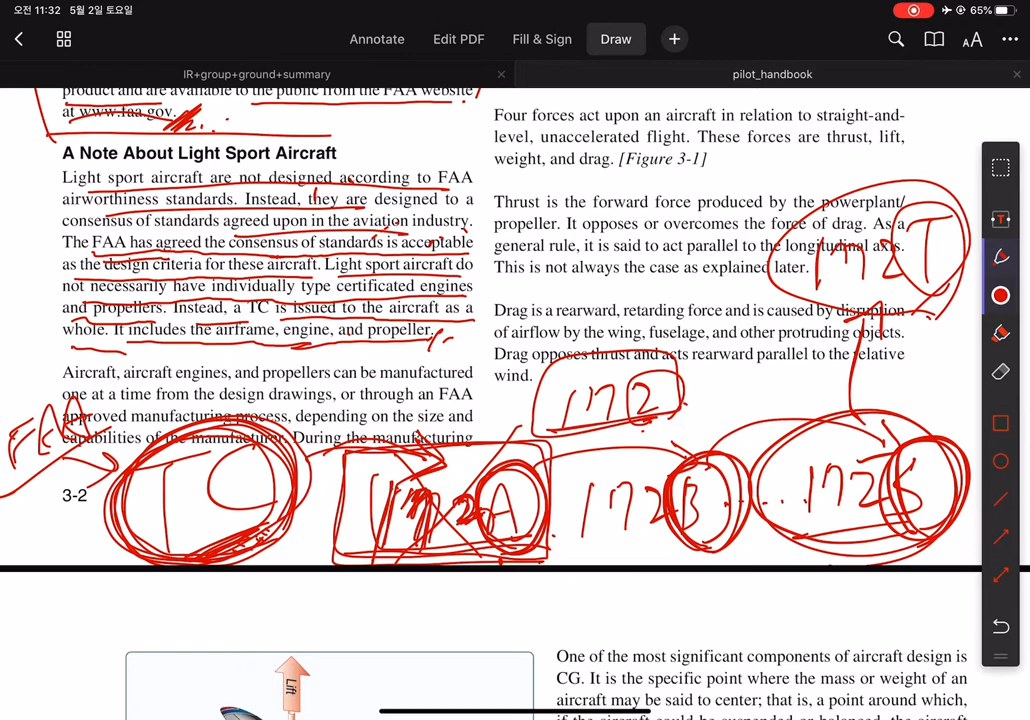 오전 11:32 5월 2일 토요일 65%
Annotate Edit PDF Fill & Sign Draw AA
IR+group+ground+summary
pilot_handbook
product and are available to the public from the FAA website
at www.faa.gov.
A Note About Light Sport Aircraft
Light sport aircraft are not designed according to FAA
airworthiness standards. Instead, they are designed to a
consensus of standards agreed upon in the aviation industry.
The FAA has agreed the consensus of standards is acceptable
as the design criteria for these aircraft. Light sport aircraft do
not necessarily have individually type certificated engines
and propellers. Instead, a TC is issued to the aircraft as a
whole. It includes the airframe, engine, and propeller.
Aircraft, aircraft engines, and propellers can be manufactured
one at a time from the design drawings, or through an FAA
approved manufacturing process, depending on the size and
capabilities of the manufacturer. During the manufacturing
3-2
Four forces act upon an aircraft in relation to straight-and-
level, unaccelerated flight. These forces are thrust, lift,
weight, and drag. [Figure 3-1]
Thrust is the forward force produced by the powerplant/
propeller. It opposes or overcomes the force of drag. As a
general rule, it is said to act parallel to the longitudinal axis.
This is not always the case as explained later.
Drag is a rearward, retarding force and is caused by disruption
of airflow by the wing, fuselage, and other protruding objects.
Drag opposes thrust and acts rearward parallel to the relative
wind.
172T
172
FAA
TC
172A
172B
172S
Lift
One of the most significant components of aircraft design is
CG. It is the specific point where the mass or weight of an
aircraft may be said to center; that is, a point around which,
if the aircraft could be suspended or balanced, the aircraft